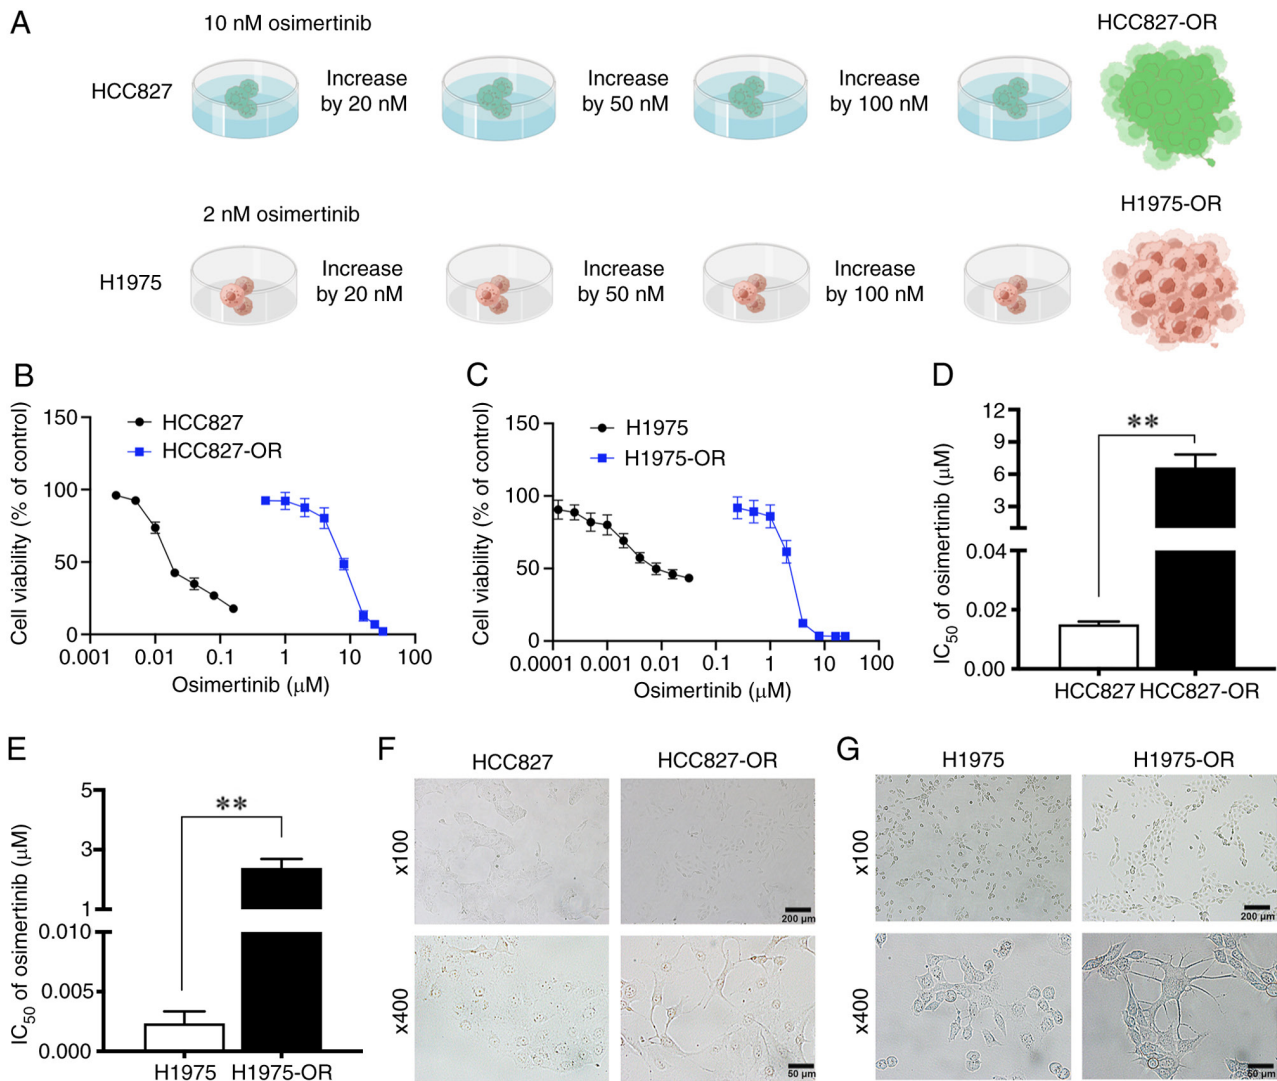 A
10 nM osimertinib
HCC827-OR
HCC827
Increase
by 20 nM
Increase
by 50 nM
Increase
by 100 nM
2 nM osimertinib
H1975-OR
H1975
Increase
by 20 nM
Increase
by 50 nM
Increase
by 100 nM
B
Cell viability (% of control)
150
100
50
0
HCC827
HCC827-OR
0.001 0.01 0.1 1 10 100
Osimertinib (μM)
C
Cell viability (% of control)
150
100
50
0
H1975
H1975-OR
0.0001 0.001 0.01 0.1 1 10 100
Osimertinib (μM)
D
IC50 of osimertinib (μM)
12
9
6
3
0.04
0.02
0.00
**
HCC827 HCC827-OR
E
IC50 of osimertinib (μM)
5
3
1
0.010
0.005
0.000
**
H1975 H1975-OR
F
HCC827 HCC827-OR
x100
200 μm
x400
50 μm
G
H1975 H1975-OR
x100
200 μm
x400
50 μm